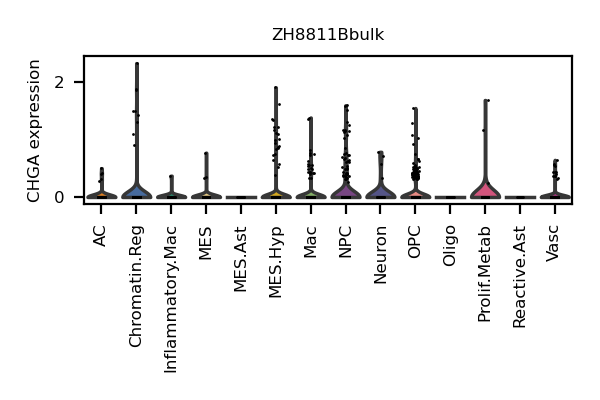 ZH8811Bbulk
CHGA expression
2
0
AC
Chromatin.Reg
Inflammatory.Mac
MES
MES.Ast
MES.Hyp
Mac
NPC
Neuron
OPC
Oligo
Prolif.Metab
Reactive.Ast
Vasc